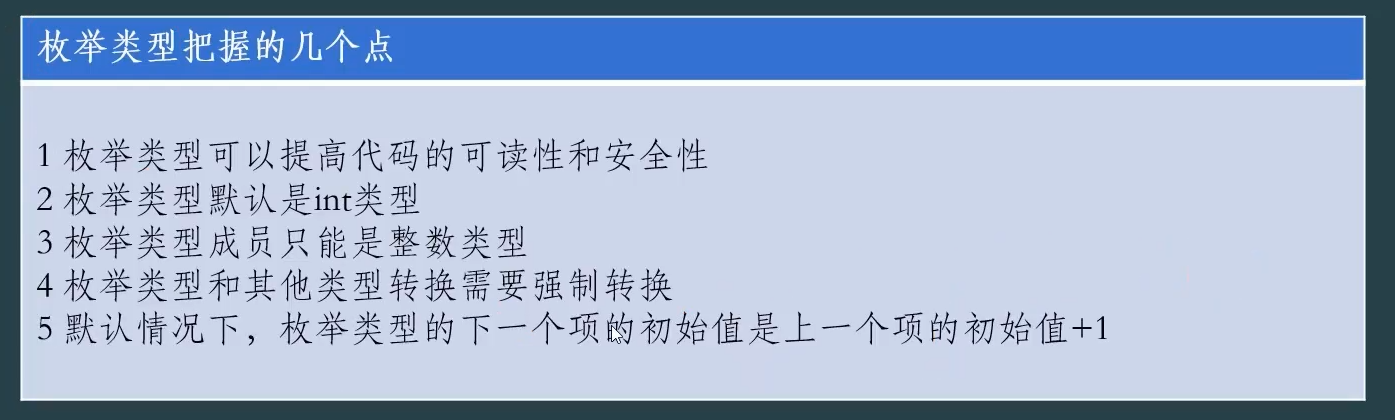 枚举类型把握的几个点
1 枚举类型可以提高代码的可读性和安全性
2 枚举类型默认是int类型
3 枚举类型成员只能是整数类型
4 枚举类型和其他类型转换需要强制转换
5 默认情况下，枚举类型的下一个项的初始值是上一个项的初始值+1